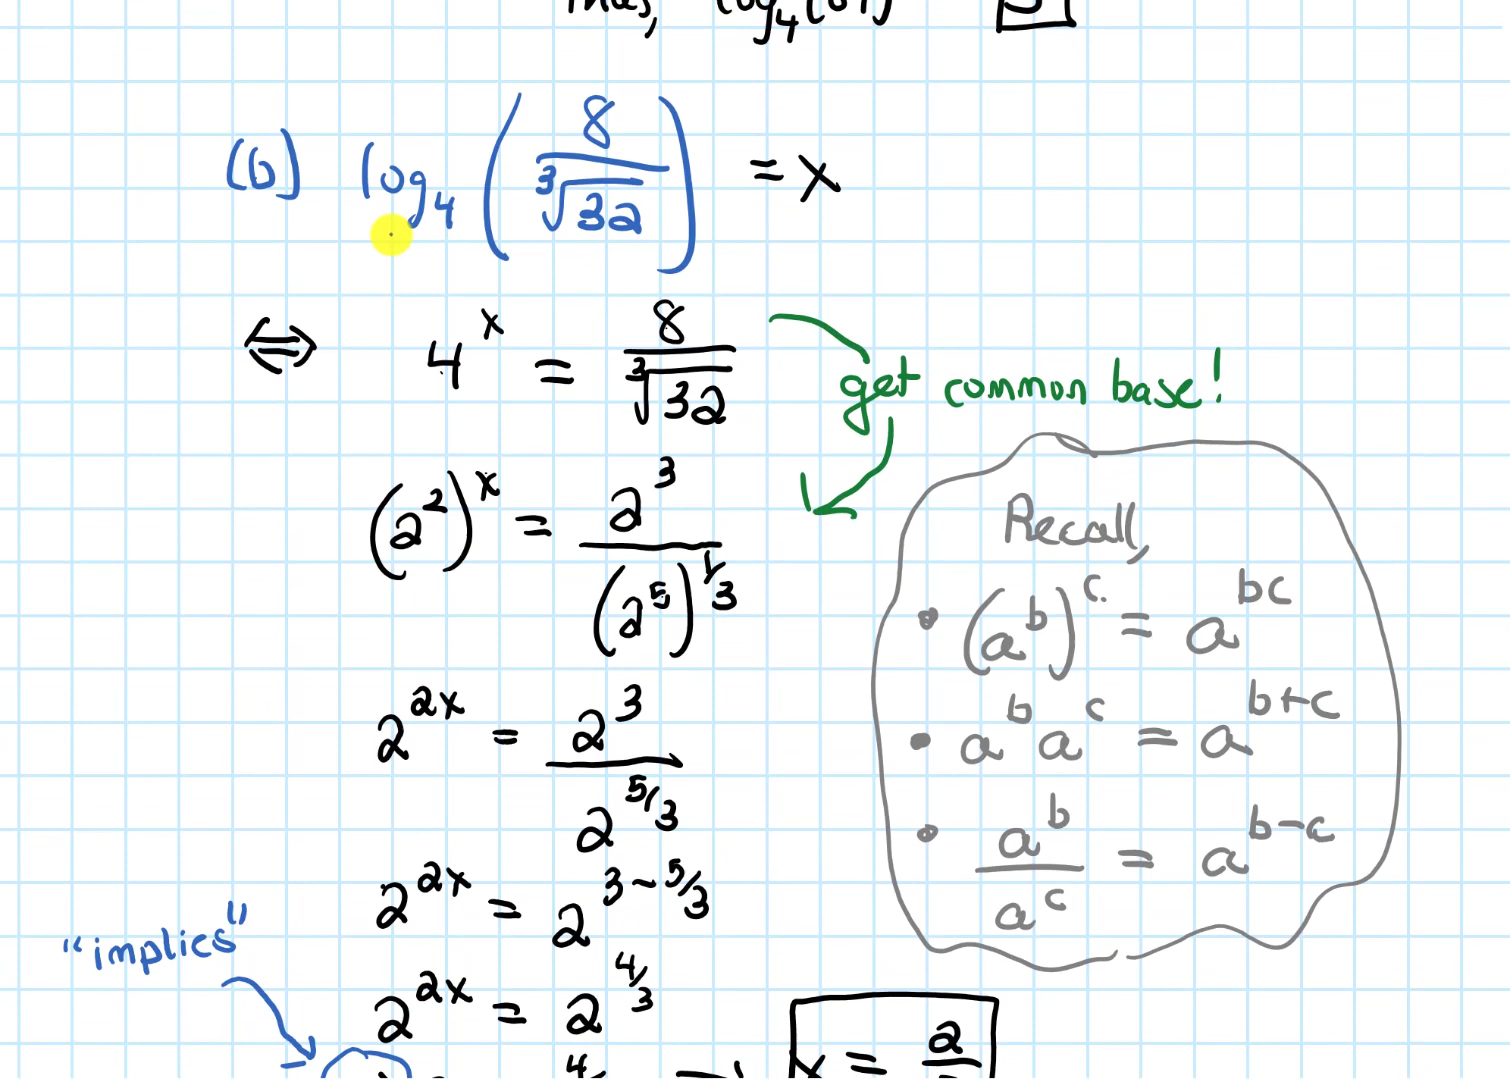 log₄(
(b) log₄(8/∛32) = x
⇔ 4^x = 8/∛32
get common base!
(2²)^x = 2³/(2⁵)^(1/3)
2^(2x) = 2³/2^(5/3)
2^(2x) = 2^(3-5/3)
"implies"
2^(2x) = 2^(4/3)
x = 2
Recall,
• (a^b)^c = a^(bc)
• a^b a^c = a^(b+c)
• a^b/a^c = a^(b-c)